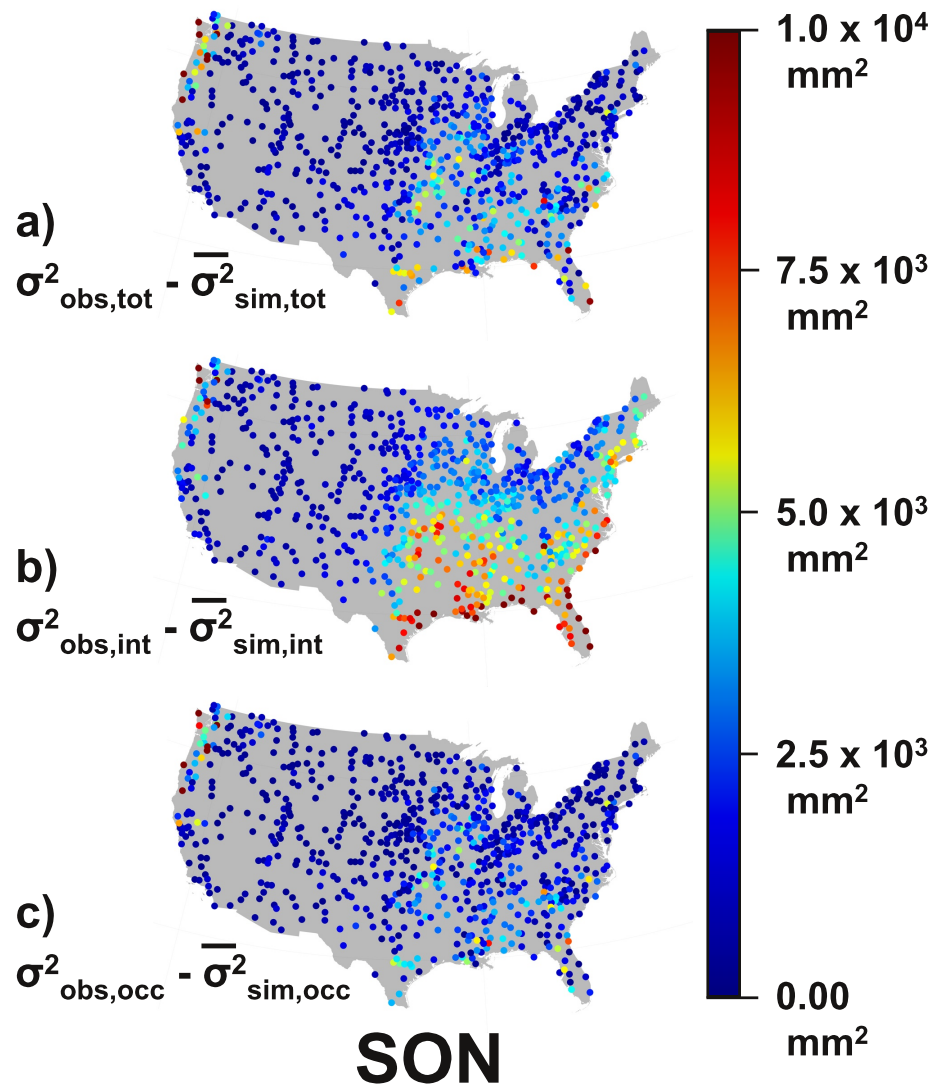 a)
σ²obs,tot - σ̅²sim,tot
b)
σ²obs,int - σ̅²sim,int
c)
σ²obs,occ - σ̅²sim,occ
SON
1.0 x 10⁴
mm²
7.5 x 10³
mm²
5.0 x 10³
mm²
2.5 x 10³
mm²
0.00
mm²